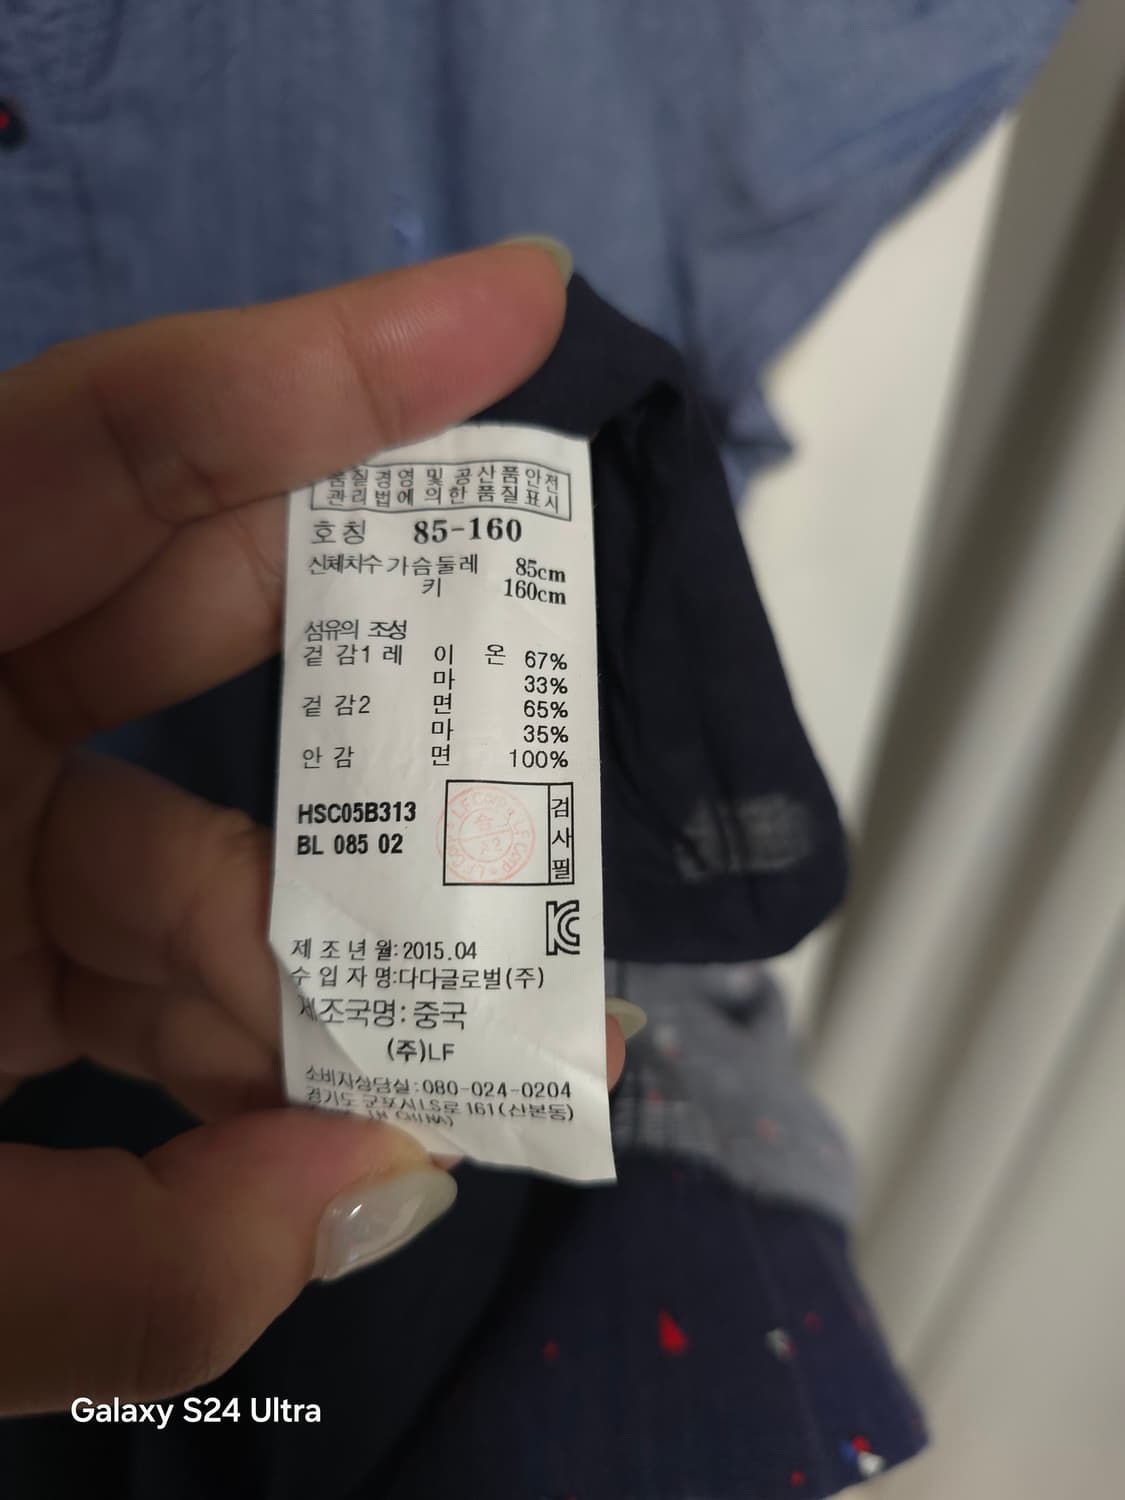 품질경영 및 공산품안전
관리법에 의한 품질표시
호칭 85-160
신체치수 가슴둘레 85cm
키 160cm
섬유의 조성
겉감1 레이온 67%
마 33%
겉감2 면 65%
마 35%
안감 면 100%
HSC05B313
BL 085 02
검사필
합
LF CORP
제조년월:2015.04
수입자명:다다글로벌(주)
제조국명:중국
(주)LF
소비자상담실:080-024-0204
경기도 군포시 LS로 161(산본동)
IN CHINA)
Galaxy S24 Ultra